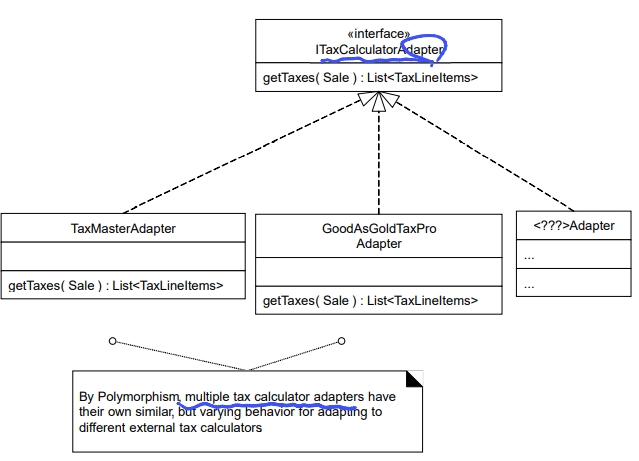 «interface»
ITaxCalculatorAdapter
getTaxes( Sale ) : List<TaxLineItems>
TaxMasterAdapter
getTaxes( Sale ) : List<TaxLineItems>
GoodAsGoldTaxPro
Adapter
getTaxes( Sale ) : List<TaxLineItems>
<???>Adapter
...
...
By Polymorphism, multiple tax calculator adapters have
their own similar, but varying behavior for adapting to
different external tax calculators